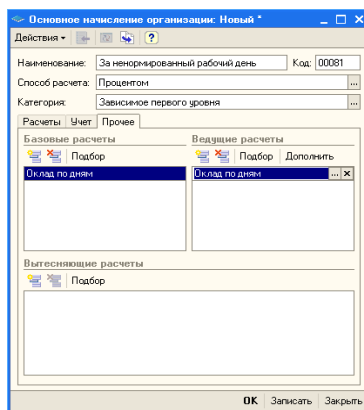 Основное начисление организации: Новый *
Действия
Наименование: За ненормированный рабочий день Код: 00081
Способ расчета: Процентом ...
Категория: Зависимое первого уровня ...
Расчеты Учет Прочее
Базовые расчеты Ведущие расчеты
Подбор Подбор Дополнить
Оклад по дням Оклад по дням ... ×
Вытесняющие расчеты
Подбор
OK Записать Закрыть